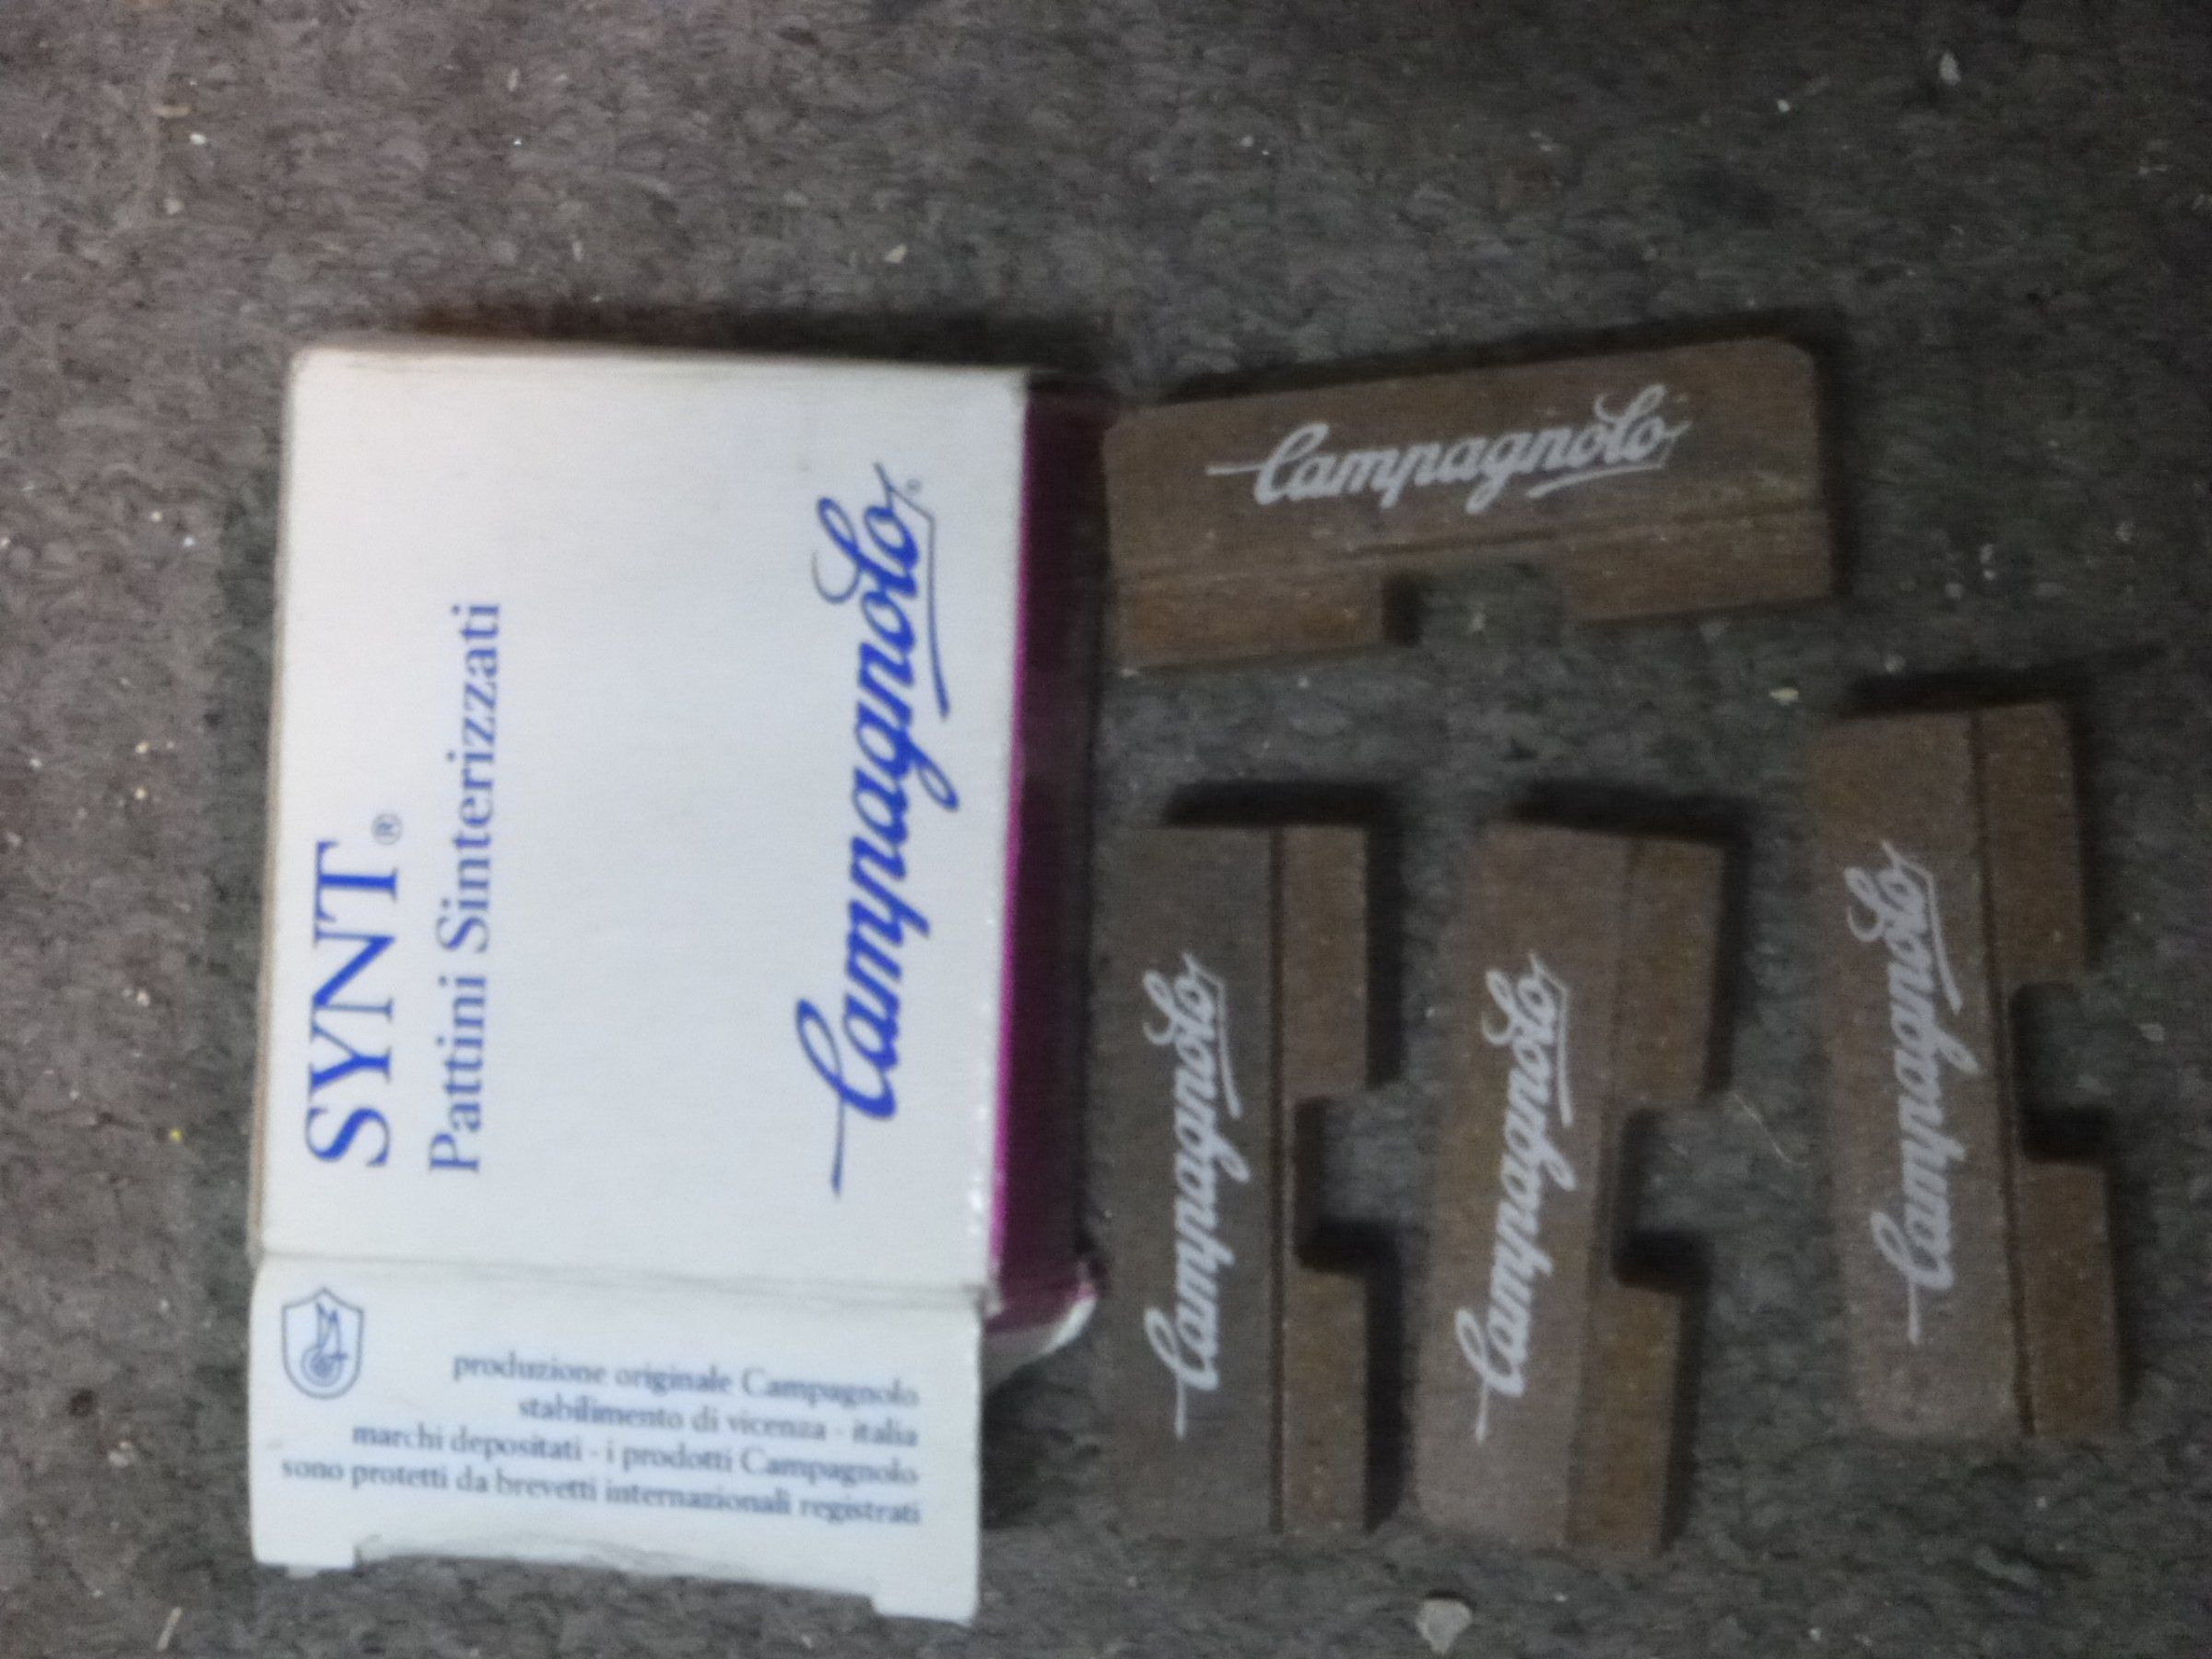 SYNT®
Pattini Sinterizzati
Campagnolo®
produzione originale Campagnolo
stabilimento di vicenza - italia
marchi depositati - i prodotti Campagnolo
sono protetti da brevetti internazionali registrati
Campagnolo
Campagnolo
Campagnolo
Campagnolo